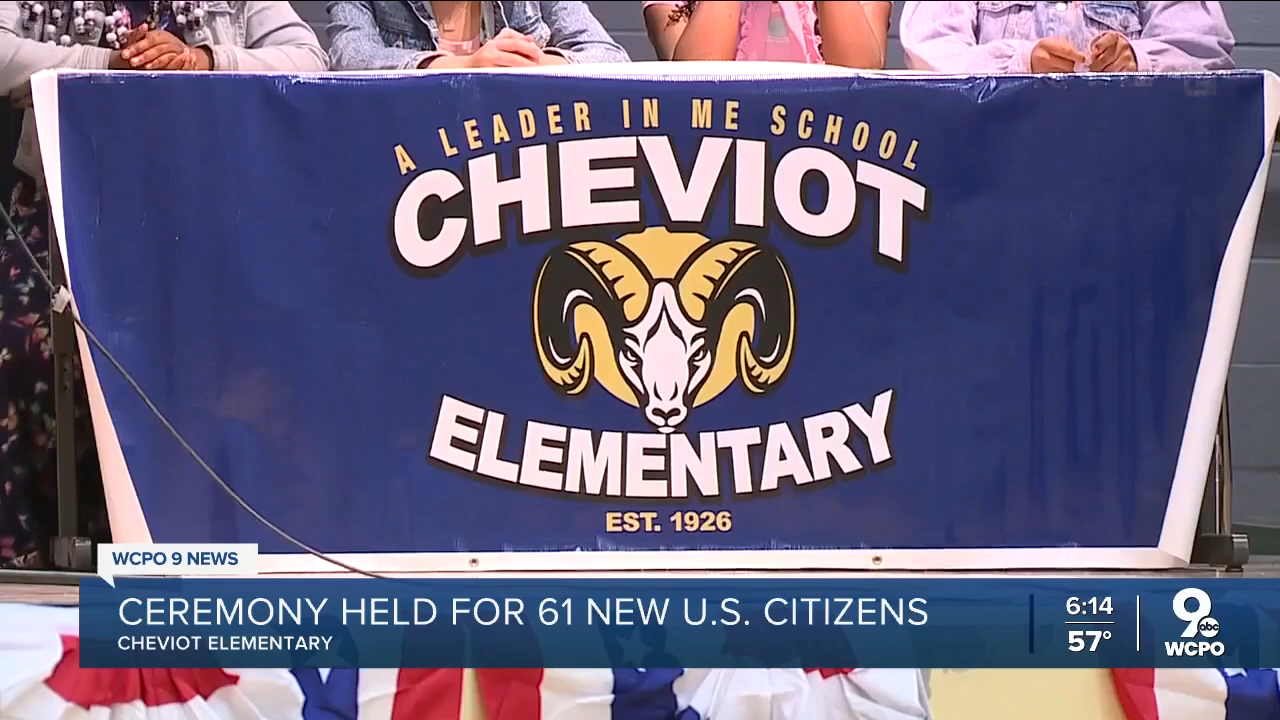 A LEADER IN ME SCHOOL
CHEVIOT
ELEMENTARY
EST. 1926
WCPO 9 NEWS
CEREMONY HELD FOR 61 NEW U.S. CITIZENS
CHEVIOT ELEMENTARY
6:14
57°
9
abc
WCPO